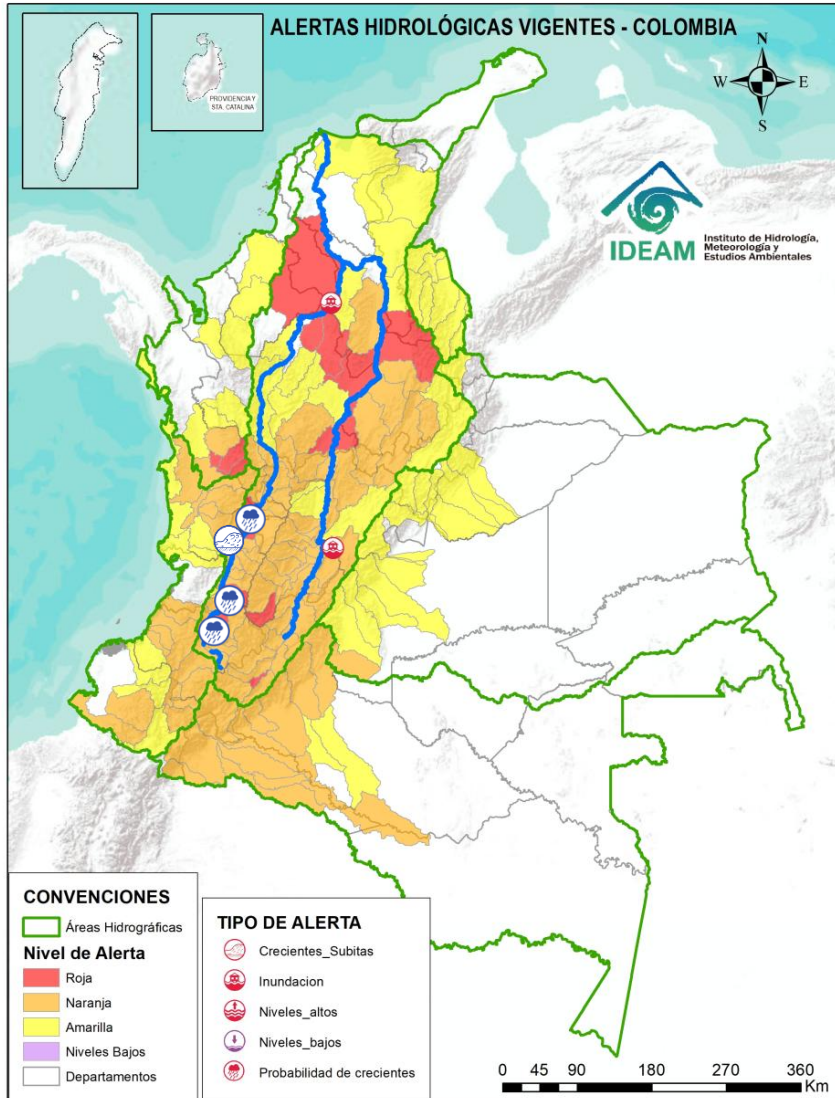 ALERTAS HIDROLÓGICAS VIGENTES - COLOMBIA
PROVIDENCIA Y
STA. CATALINA
N
W
E
S
IDEAM
Instituto de Hidrología,
Meteorología y
Estudios Ambientales
CONVENCIONES
Áreas Hidrográficas
Nivel de Alerta
Roja
Naranja
Amarilla
Niveles Bajos
Departamentos
TIPO DE ALERTA
Crecientes_Subitas
Inundacion
Niveles_altos
Niveles_bajos
Probabilidad de crecientes
0 45 90 180 270 360
Km